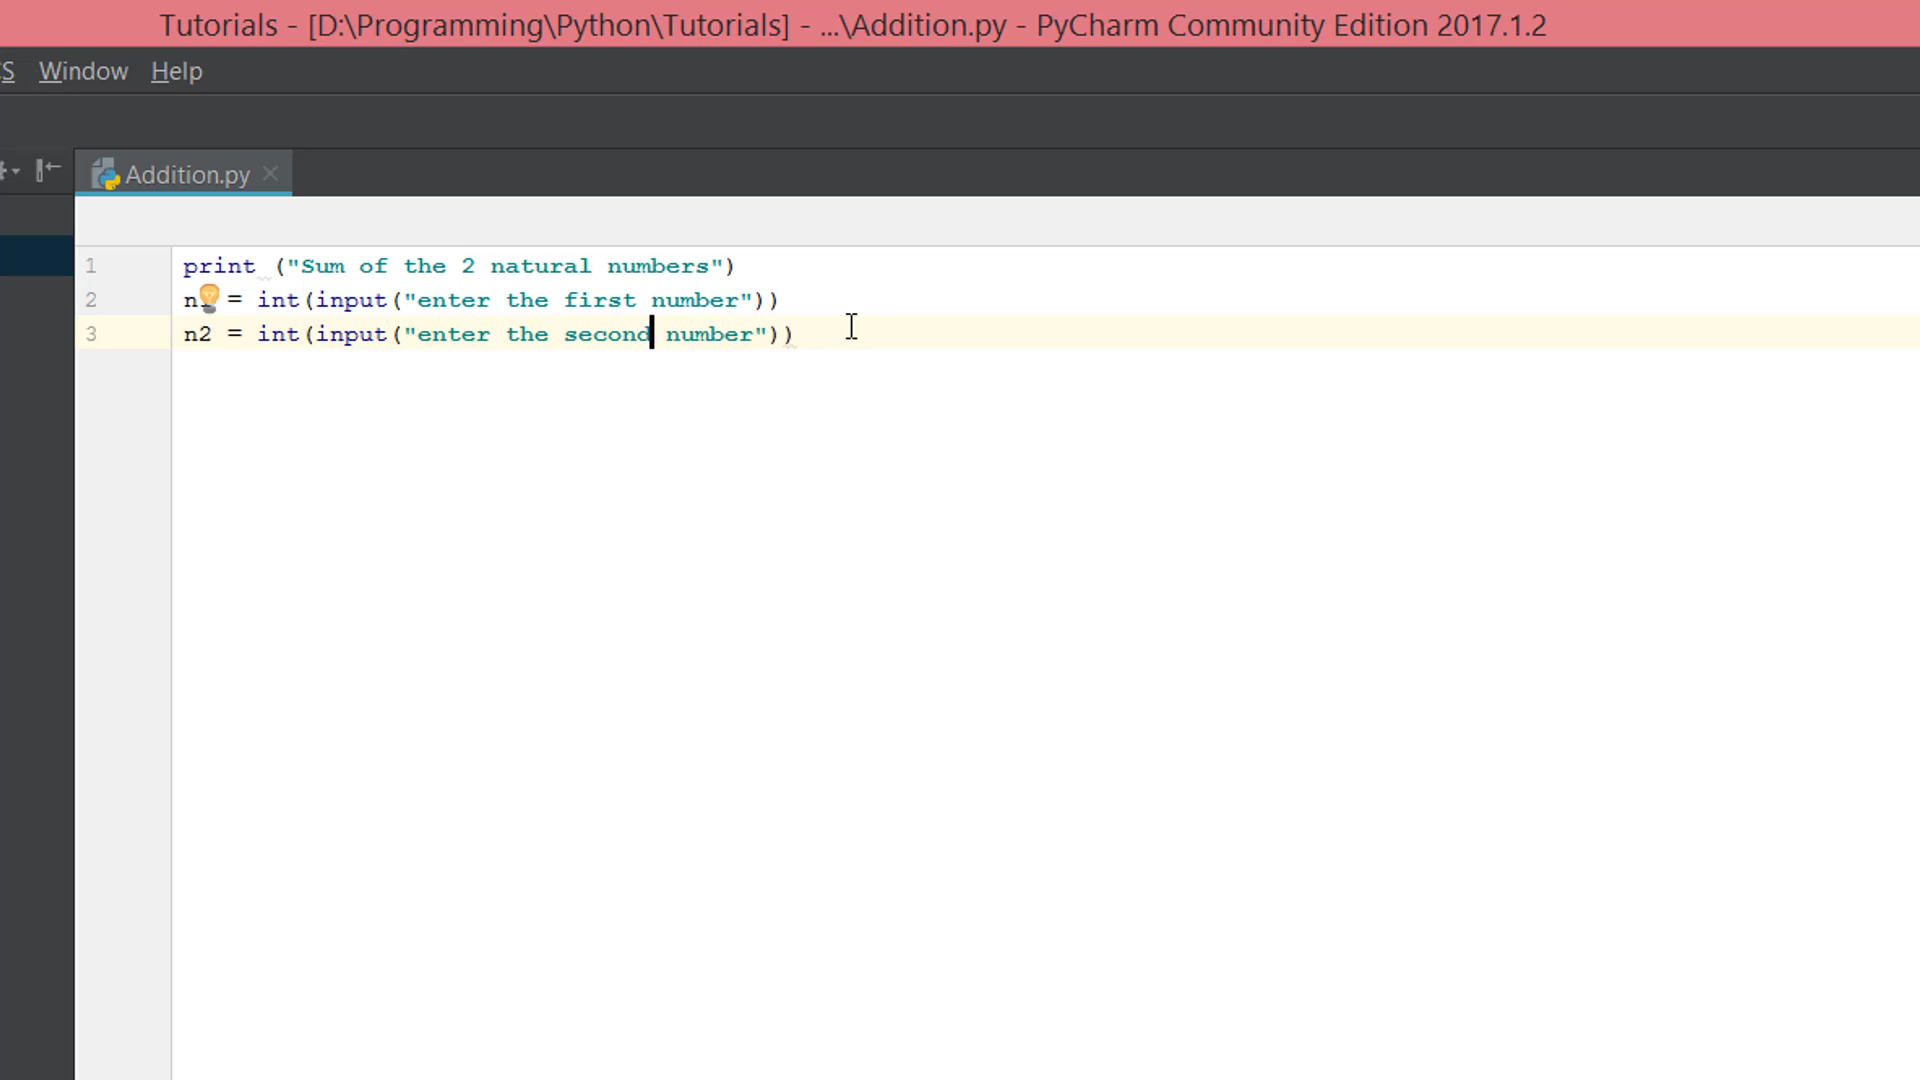 Tutorials - [D:\Programming\Python\Tutorials] - ...\Addition.py - PyCharm Community Edition 2017.1.2
S Window Help
Addition.py
1 print ("Sum of the 2 natural numbers")
2 n = int(input("enter the first number"))
3 n2 = int(input("enter the second number"))